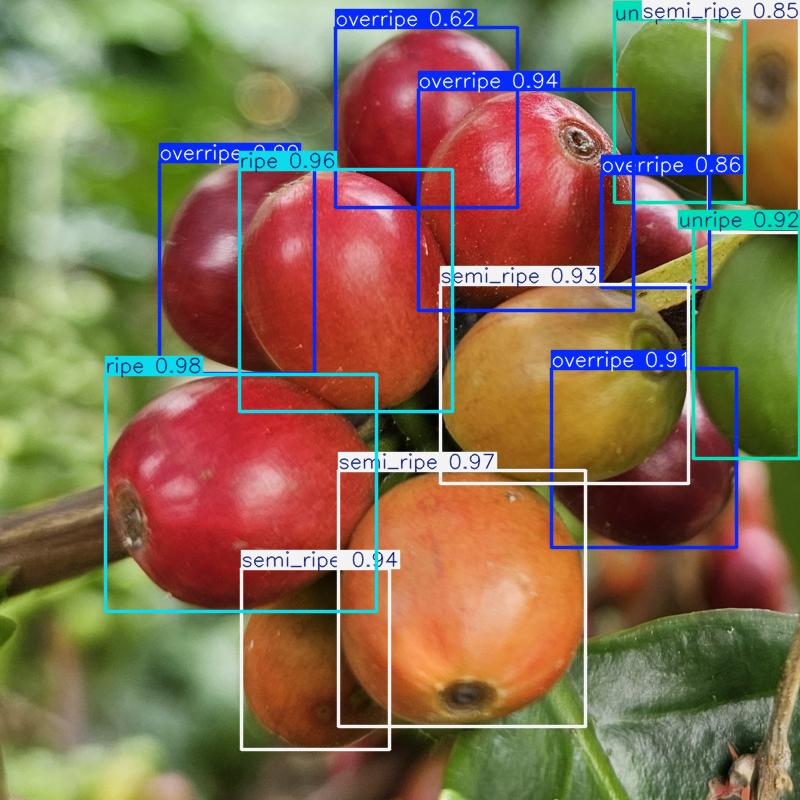 semi_ripe 0.85
overripe 0.62
overripe 0.94
overripe
ripe 0.96
overripe 0.86
unripe 0.92
semi_ripe 0.93
overripe 0.91
ripe 0.98
semi_ripe 0.97
semi_ripe 0.94